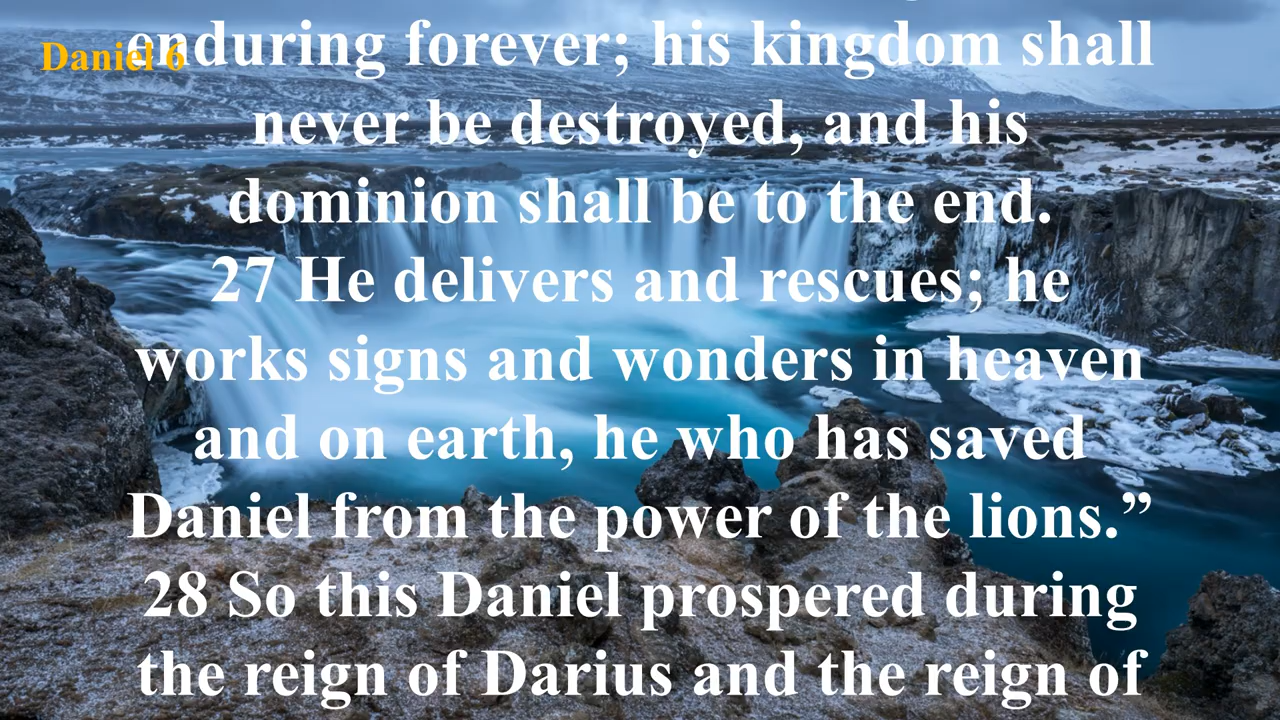 Daniel 6
enduring forever; his kingdom shall
never be destroyed, and his
dominion shall be to the end.
27 He delivers and rescues; he
works signs and wonders in heaven
and on earth, he who has saved
Daniel from the power of the lions.”
28 So this Daniel prospered during
the reign of Darius and the reign of